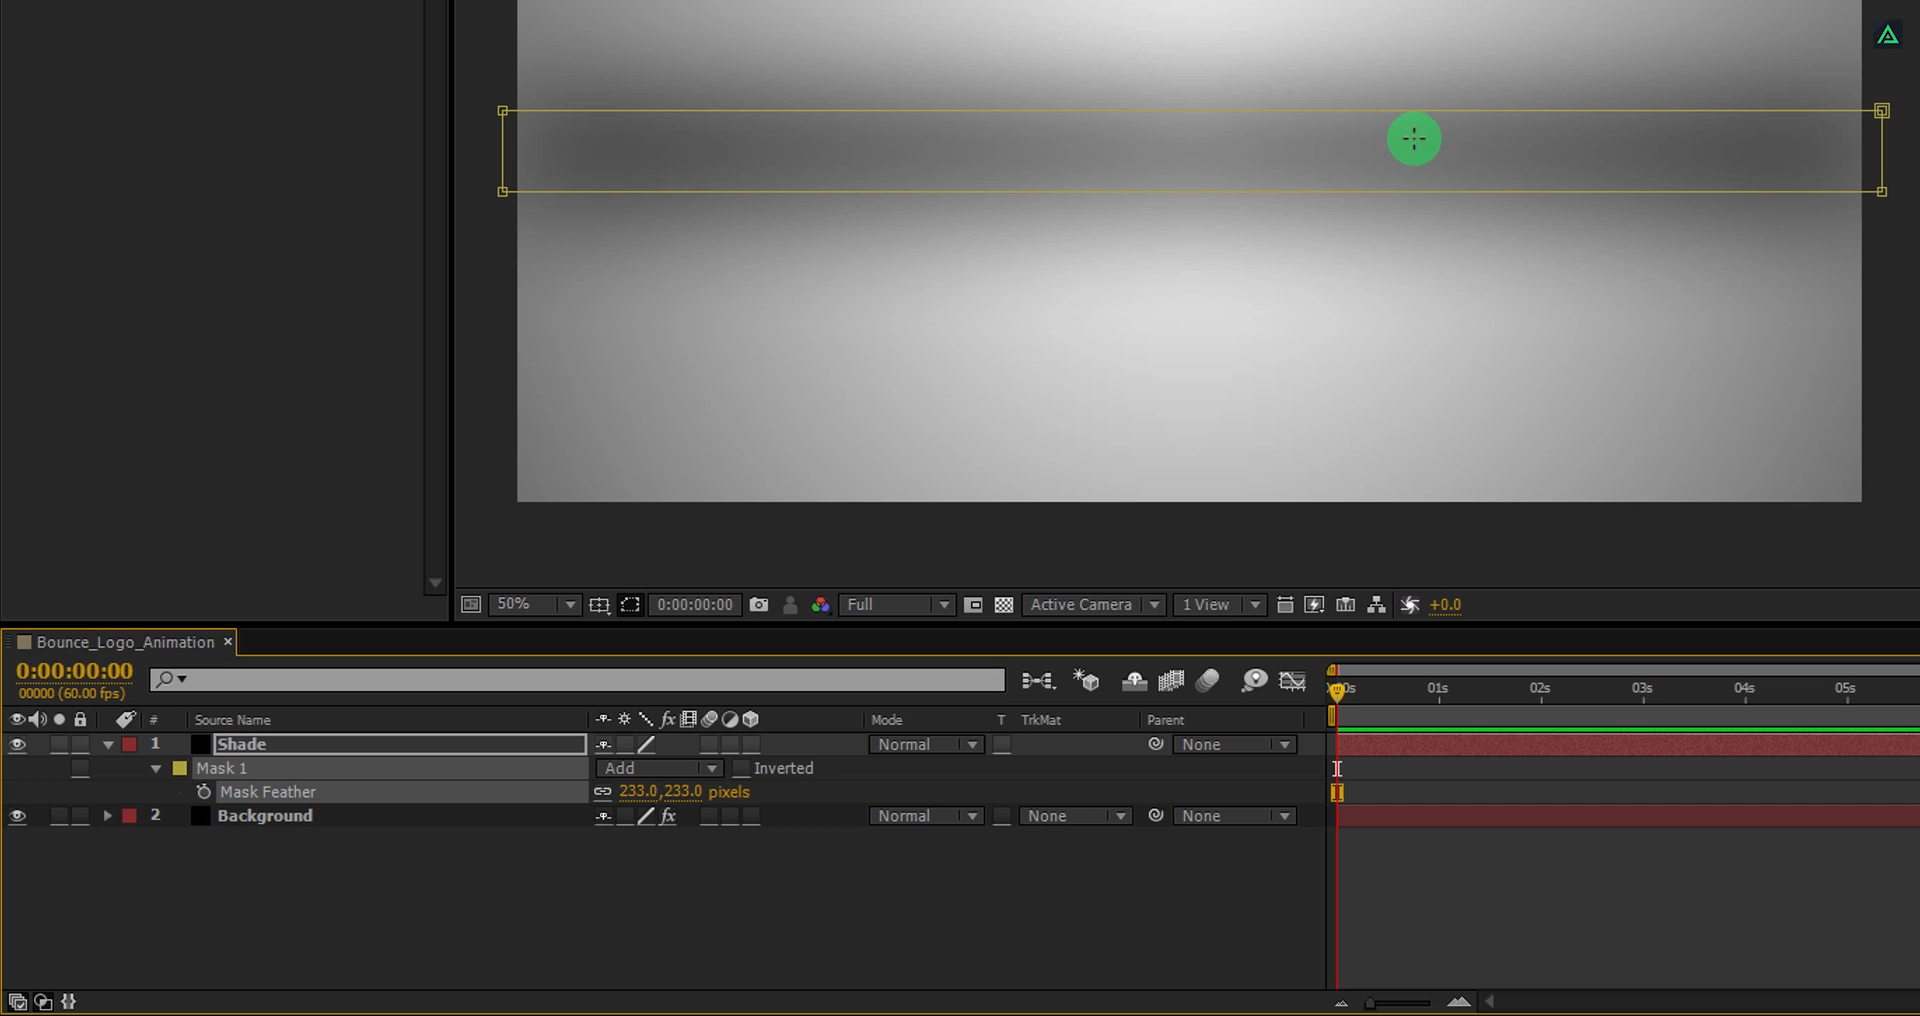 50% 0:00:00:00 Full Active Camera 1 View +0.0
Bounce_Logo_Animation ×
0:00:00:00
00000 (60.00 fps)
01s 02s 03s 04s 05s
# Source Name fx Mode T TrkMat Parent
1 Shade Normal None
Mask 1 Add Inverted
Mask Feather 233.0,233.0 pixels
2 Background fx Normal None None